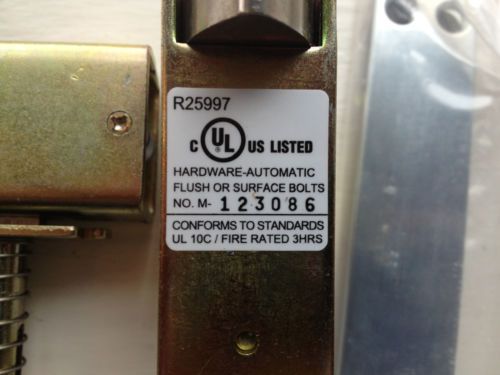 R25997
C UL US LISTED
HARDWARE-AUTOMATIC
FLUSH OR SURFACE BOLTS
NO. M- 123086
CONFORMS TO STANDARDS
UL 10C / FIRE RATED 3HRS